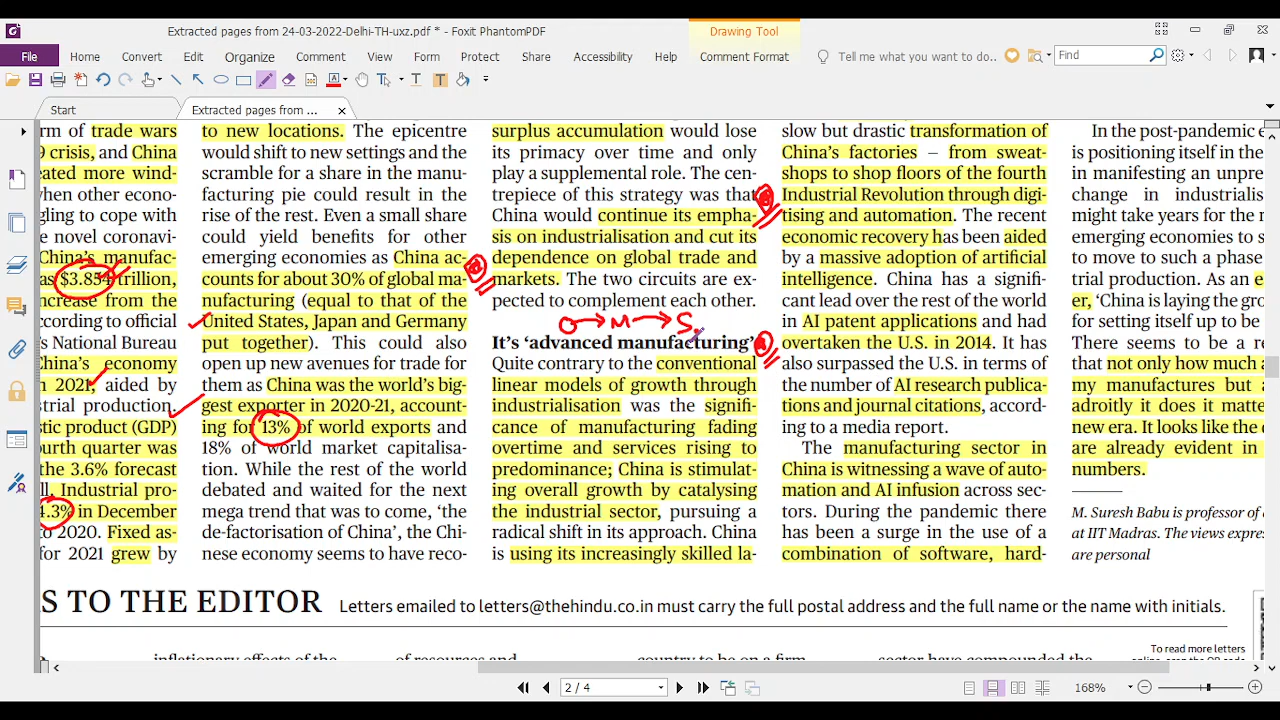 Extracted pages from 24-03-2022-Delhi-TH-uxz.pdf * - Foxit PhantomPDF
Drawing Tool
File Home Convert Edit Organize Comment View Form Protect Share Accessibility Help Comment Format Tell me what you want to do.. Find
Start
Extracted pages from ...
rm of trade wars
9 crisis, and China
eated more wind-
when other econo-
gling to cope with
e novel coronavi-
China's manufac-
as $3.854 trillion,
increase from the
ccording to official
's National Bureau
China's economy
n 2021, aided by
strial production,
stic product (GDP)
ourth quarter was
the 3.6% forecast
ll. Industrial pro-
4.3% in December
to 2020. Fixed as-
for 2021 grew by
to new locations. The epicentre
would shift to new settings and the
scramble for a share in the manu-
facturing pie could result in the
rise of the rest. Even a small share
could yield benefits for other
emerging economies as China ac-
counts for about 30% of global ma-
nufacturing (equal to that of the
United States, Japan and Germany
put together). This could also
open up new avenues for trade for
them as China was the world's big-
gest exporter in 2020-21, account-
ing for 13% of world exports and
18% of world market capitalisa-
tion. While the rest of the world
debated and waited for the next
mega trend that was to come, 'the
de-factorisation of China', the Chi-
nese economy seems to have reco-
surplus accumulation would lose
its primacy over time and only
play a supplemental role. The cen-
trepiece of this strategy was that
China would continue its empha-
sis on industrialisation and cut its
dependence on global trade and
markets. The two circuits are ex-
pected to complement each other.
M S
It's 'advanced manufacturing'
Quite contrary to the conventional
linear models of growth through
industrialisation was the signifi-
cance of manufacturing fading
overtime and services rising to
predominance; China is stimulat-
ing overall growth by catalysing
the industrial sector, pursuing a
radical shift in its approach. China
is using its increasingly skilled la-
slow but drastic transformation of
China's factories – from sweat-
shops to shop floors of the fourth
Industrial Revolution through digi-
tising and automation. The recent
economic recovery has been aided
by a massive adoption of artificial
intelligence. China has a signifi-
cant lead over the rest of the world
in AI patent applications and had
overtaken the U.S. in 2014. It has
also surpassed the U.S. in terms of
the number of AI research publica-
tions and journal citations, accord-
ing to a media report.
The manufacturing sector in
China is witnessing a wave of auto-
mation and AI infusion across sec-
tors. During the pandemic there
has been a surge in the use of a
combination of software, hard-
In the post-pandemic e
is positioning itself in the
in manifesting an unpre
change in industrialis
might take years for the r
emerging economies to s
to move to such a phase
trial production. As an e
er, 'China is laying the gro
for setting itself up to be
There seems to be a re
that not only how much a
my manufactures but a
adroitly it does it matte
new era. It looks like the
are already evident in
numbers.
M. Suresh Babu is professor of
at IIT Madras. The views expre
are personal
S TO THE EDITOR Letters emailed to letters@thehindu.co.in must carry the full postal address and the full name or the name with initials.
inflationary effects of the
of resources and
country to be on a firm
sector have compounded the
To read more letters
2 / 4
168%